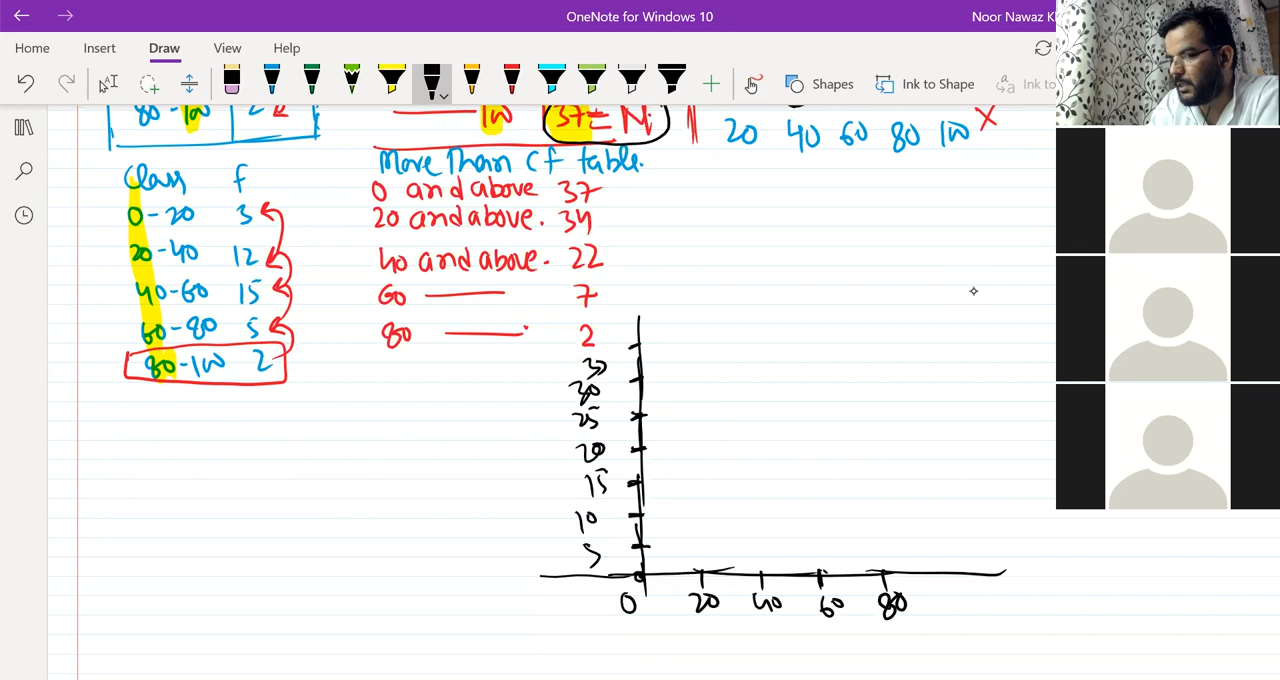 OneNote for Windows 10
Noor Nawaz K
Home Insert Draw View Help
Shapes Ink to Shape Ink to
80-100 2
100 37 = N
20 40 60 80 100 X
Class f
0-20 3
20-40 12
40-60 15
60-80 5
80-100 2
More Than Cf table.
0 and above 37
20 and above. 34
40 and above. 22
60 — 7
80 — 2
30
25
20
15
10
5
0 20 40 60 80